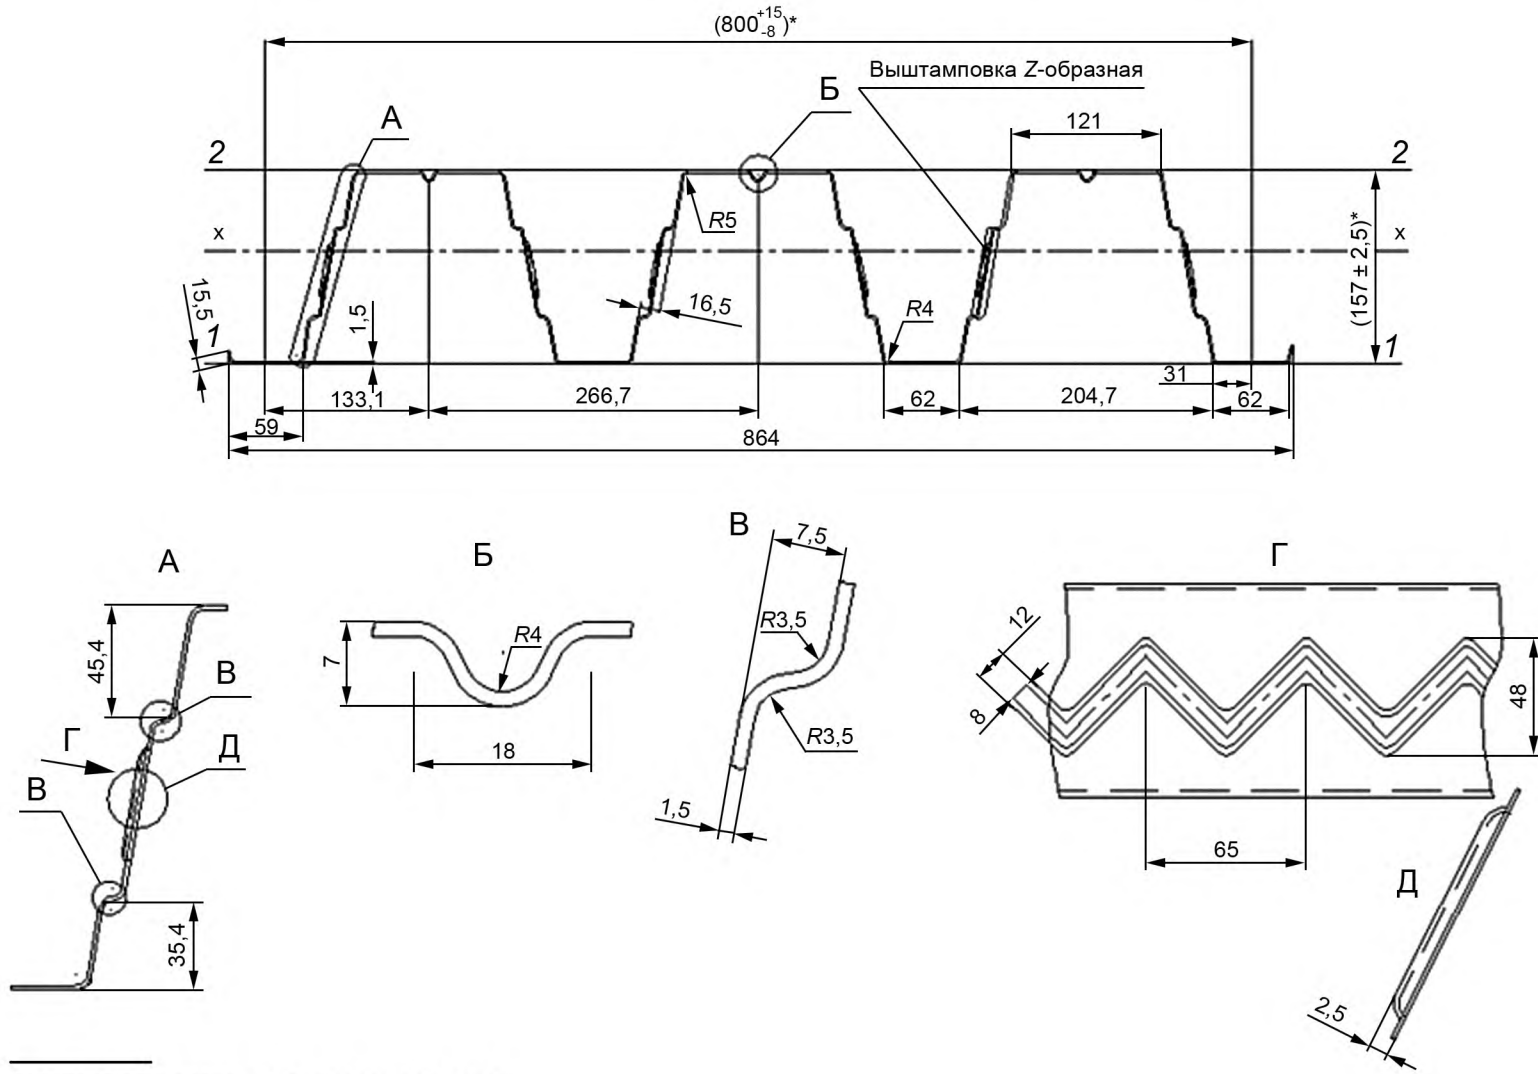 (800 +15 -8)*
Выштамповка Z-образная
А
Б
121
2
2
R5
х
х
(157 ± 2,5)*
15,5
1
1,5
16,5
R4
1
31
133,1
266,7
62
204,7
62
59
864
А
Б
В
Г
7,5
45,4
В
7
R4
18
R3,5
R3,5
1,5
12
8
48
65
Г
Д
В
35,4
Д
2,5